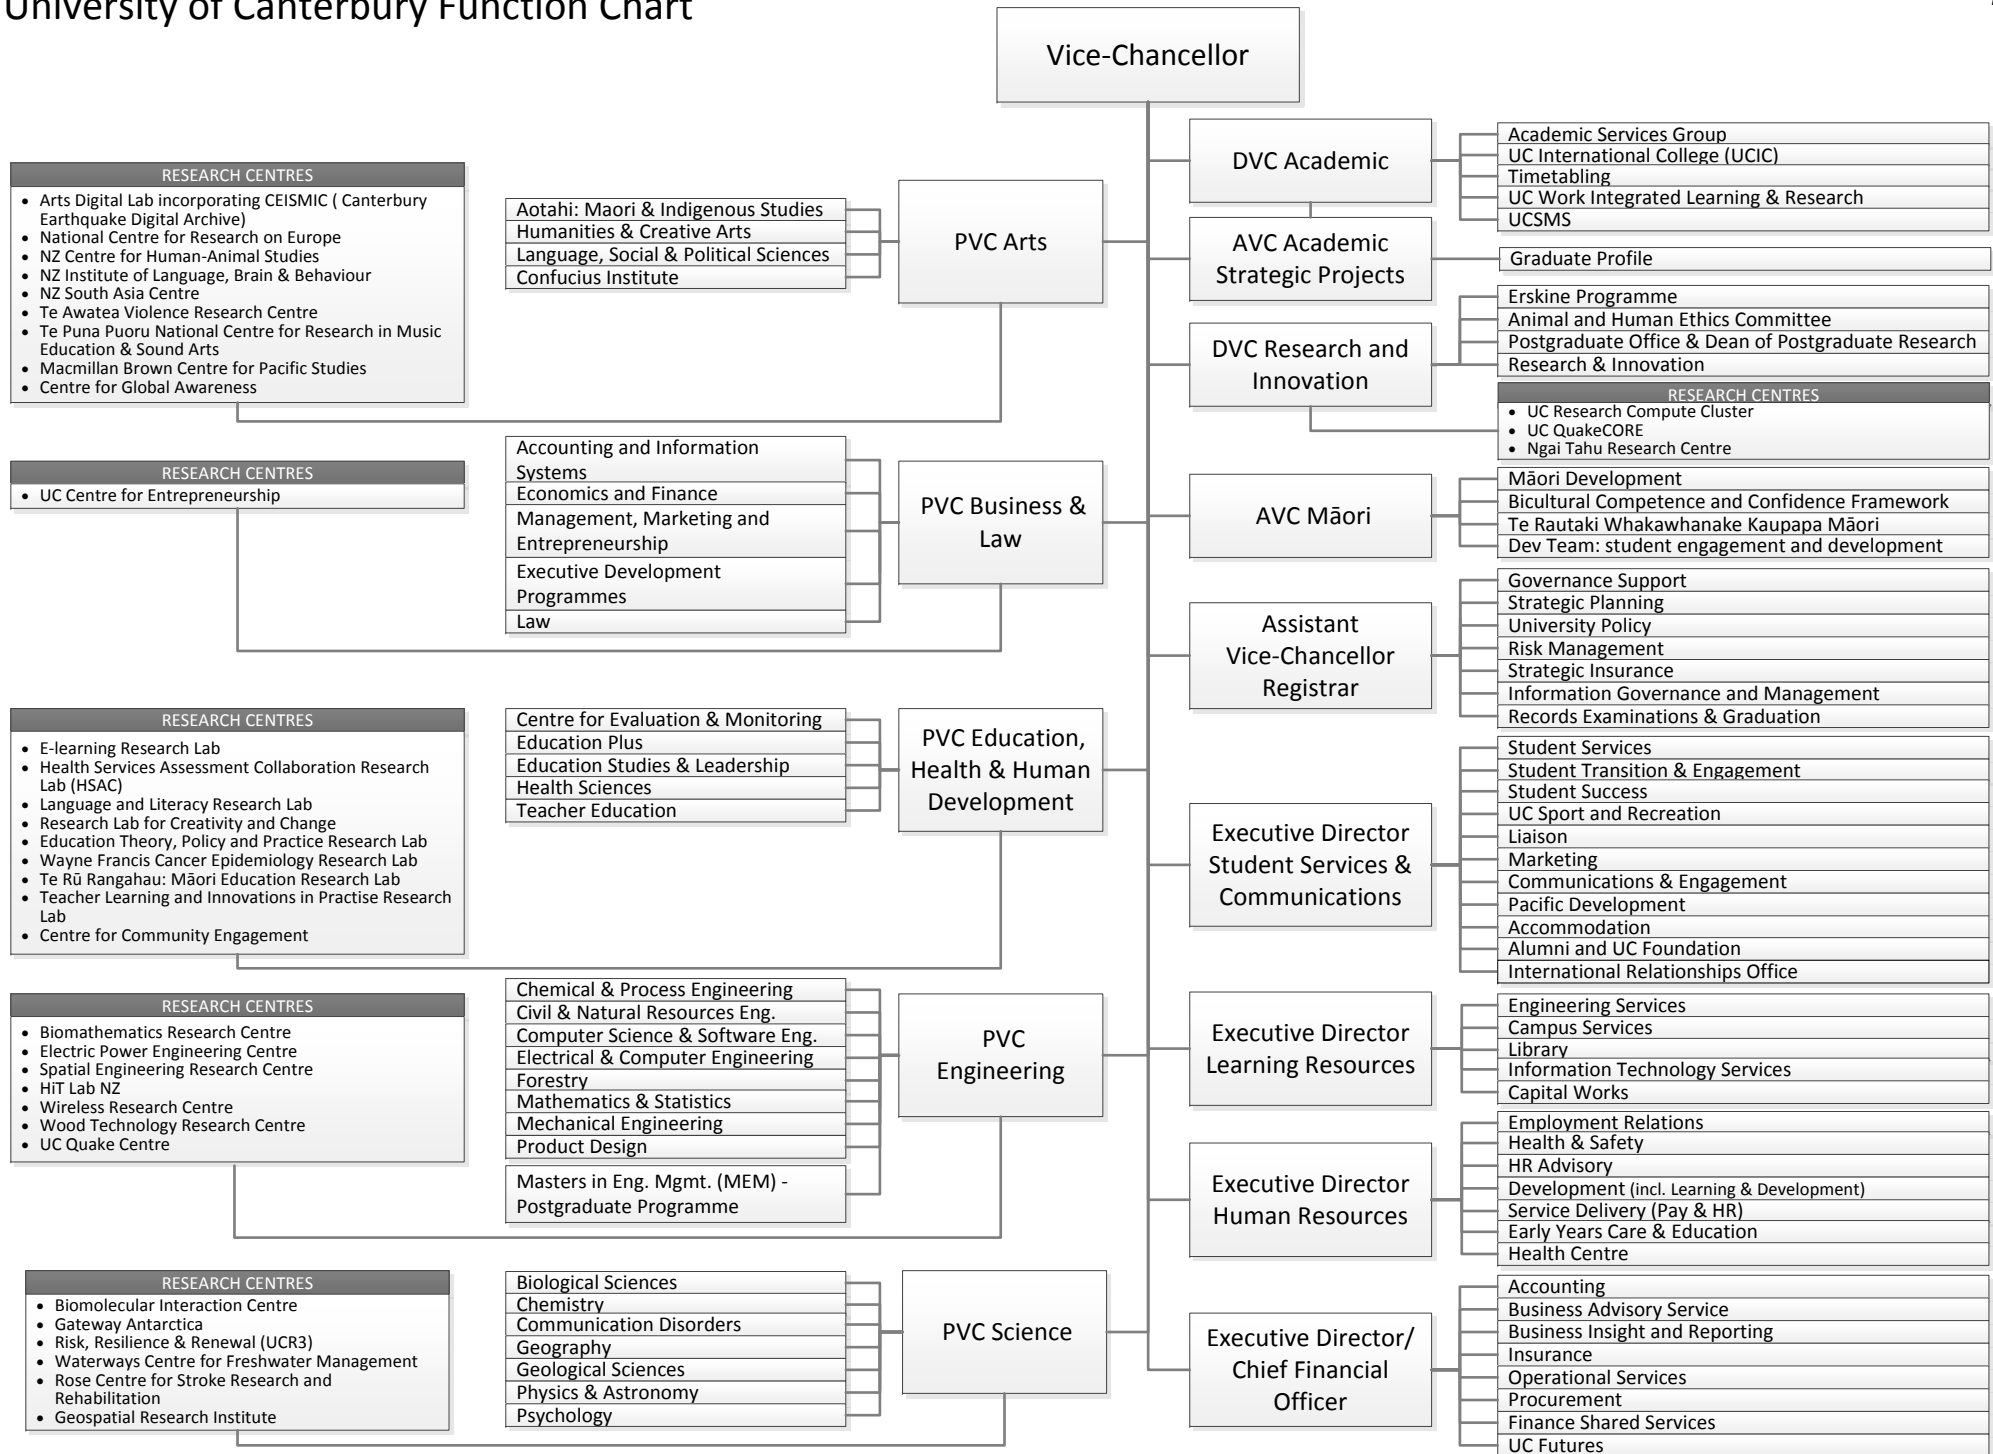 University of Canterbury Function Chart
Vice-Chancellor
RESEARCH CENTRES
• Arts Digital Lab incorporating CEISMIC ( Canterbury
Earthquake Digital Archive)
• National Centre for Research on Europe
• NZ Centre for Human-Animal Studies
• NZ Institute of Language, Brain & Behaviour
• NZ South Asia Centre
• Te Awatea Violence Research Centre
• Te Puna Puoru National Centre for Research in Music
Education & Sound Arts
• Macmillan Brown Centre for Pacific Studies
• Centre for Global Awareness
Aotahi: Maori & Indigenous Studies
Humanities & Creative Arts
Language, Social & Political Sciences
Confucius Institute
PVC Arts
RESEARCH CENTRES
• UC Centre for Entrepreneurship
Accounting and Information
Systems
Economics and Finance
Management, Marketing and
Entrepreneurship
Executive Development
Programmes
Law
PVC Business &
Law
RESEARCH CENTRES
• E-learning Research Lab
• Health Services Assessment Collaboration Research
Lab (HSAC)
• Language and Literacy Research Lab
• Research Lab for Creativity and Change
• Education Theory, Policy and Practice Research Lab
• Wayne Francis Cancer Epidemiology Research Lab
• Te Rū Rangahau: Māori Education Research Lab
• Teacher Learning and Innovations in Practise Research
Lab
• Centre for Community Engagement
Centre for Evaluation & Monitoring
Education Plus
Education Studies & Leadership
Health Sciences
Teacher Education
PVC Education,
Health & Human
Development
RESEARCH CENTRES
• Biomathematics Research Centre
• Electric Power Engineering Centre
• Spatial Engineering Research Centre
• HiT Lab NZ
• Wireless Research Centre
• Wood Technology Research Centre
• UC Quake Centre
Chemical & Process Engineering
Civil & Natural Resources Eng.
Computer Science & Software Eng.
Electrical & Computer Engineering
Forestry
Mathematics & Statistics
Mechanical Engineering
Product Design
Masters in Eng. Mgmt. (MEM) -
Postgraduate Programme
PVC
Engineering
RESEARCH CENTRES
• Biomolecular Interaction Centre
• Gateway Antarctica
• Risk, Resilience & Renewal (UCR3)
• Waterways Centre for Freshwater Management
• Rose Centre for Stroke Research and
Rehabilitation
• Geospatial Research Institute
Biological Sciences
Chemistry
Communication Disorders
Geography
Geological Sciences
Physics & Astronomy
Psychology
PVC Science
DVC Academic
Academic Services Group
UC International College (UCIC)
Timetabling
UC Work Integrated Learning & Research
UCSMS
AVC Academic
Strategic Projects
Graduate Profile
DVC Research and
Innovation
Erskine Programme
Animal and Human Ethics Committee
Postgraduate Office & Dean of Postgraduate Research
Research & Innovation
RESEARCH CENTRES
• UC Research Compute Cluster
• UC QuakeCORE
• Ngai Tahu Research Centre
AVC Māori
Māori Development
Bicultural Competence and Confidence Framework
Te Rautaki Whakawhanake Kaupapa Māori
Dev Team: student engagement and development
Assistant
Vice-Chancellor
Registrar
Governance Support
Strategic Planning
University Policy
Risk Management
Strategic Insurance
Information Governance and Management
Records Examinations & Graduation
Executive Director
Student Services &
Communications
Student Services
Student Transition & Engagement
Student Success
UC Sport and Recreation
Liaison
Marketing
Communications & Engagement
Pacific Development
Accommodation
Alumni and UC Foundation
International Relationships Office
Executive Director
Learning Resources
Engineering Services
Campus Services
Library
Information Technology Services
Capital Works
Executive Director
Human Resources
Employment Relations
Health & Safety
HR Advisory
Development (incl. Learning & Development)
Service Delivery (Pay & HR)
Early Years Care & Education
Health Centre
Executive Director/
Chief Financial
Officer
Accounting
Business Advisory Service
Business Insight and Reporting
Insurance
Operational Services
Procurement
Finance Shared Services
UC Futures